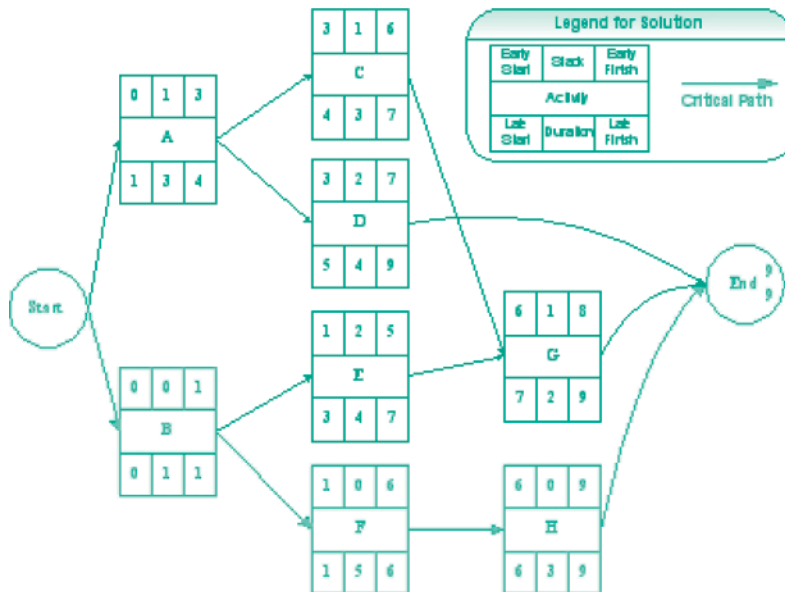 Legend for Solution
Early Start Slack Early Finish
Activity
Late Start Duration Late Finish
Critical Path
3 1 6
C
4 3 7
0 1 3
A
1 3 4
3 2 7
D
5 4 9
Start
End 9
9
1 2 5
E
3 4 7
6 1 8
G
7 2 9
0 0 1
B
0 1 1
1 0 6
F
1 5 6
6 0 9
H
6 3 9